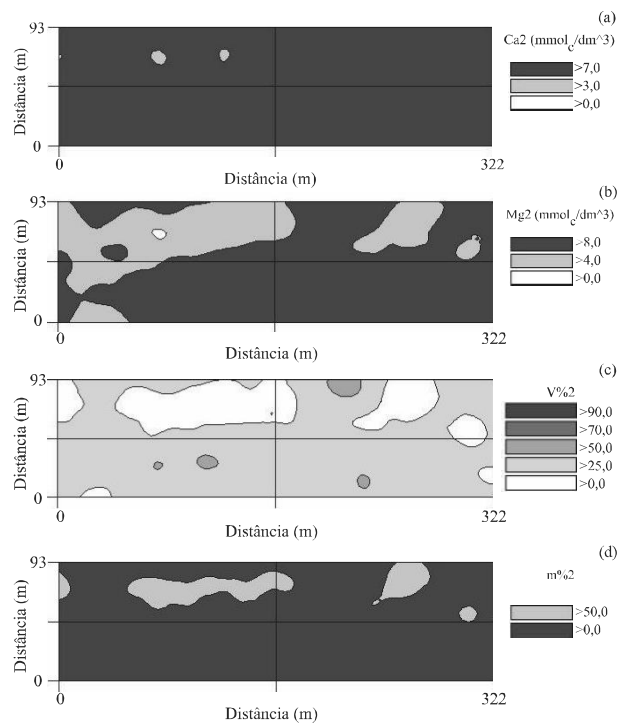 (a)
93
Ca2 (mmolc/dm^3)
Distância (m)
>7,0
>3,0
>0,0
0
0
322
Distância (m)
(b)
93
Mg2 (mmolc/dm^3)
Distância (m)
>8,0
>4,0
>0,0
0
0
322
Distância (m)
(c)
93
V%2
Distância (m)
>90,0
>70,0
>50,0
>25,0
>0,0
0
0
322
Distância (m)
(d)
93
m%2
Distância (m)
>50,0
>0,0
0
0
322
Distância (m)